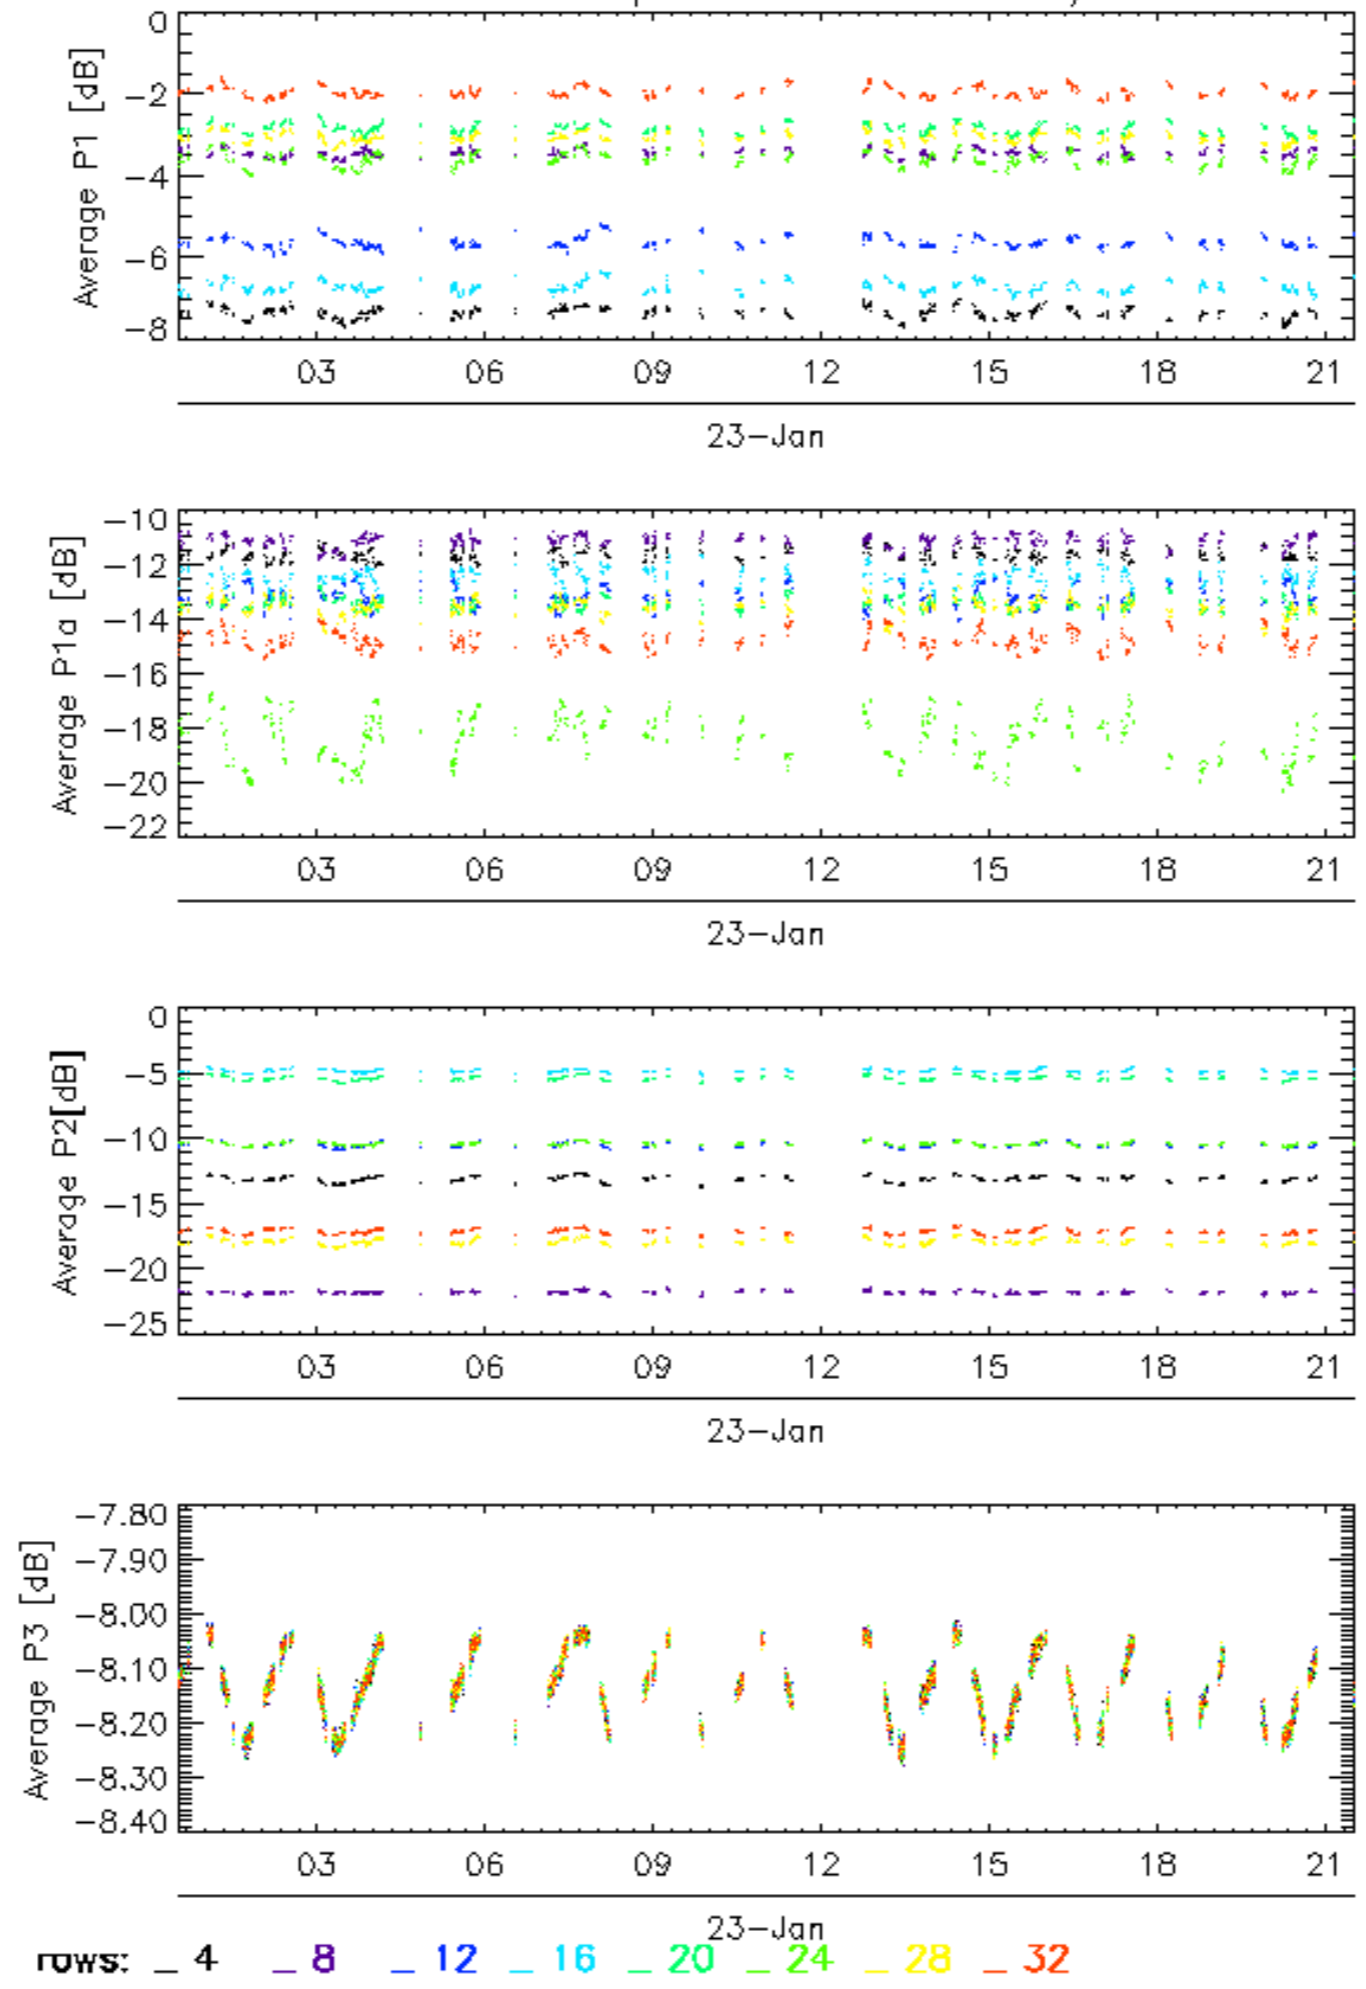 0
−2
−4
−6
−8
Average P1 [dB]
03 06 09 12 15 18 21
23−Jan
−10
−12
−14
−16
−18
−20
−22
Average P1a [dB]
03 06 09 12 15 18 21
23−Jan
0
−5
−10
−15
−20
−25
Average P2[dB]
03 06 09 12 15 18 21
23−Jan
−7.80
−7.90
−8.00
−8.10
−8.20
−8.30
−8.40
Average P3 [dB]
03 06 09 12 15 18 21
23−Jan
rows: _ 4 _ 8 _ 12 _ 16 _ 20 _ 24 _ 28 _ 32